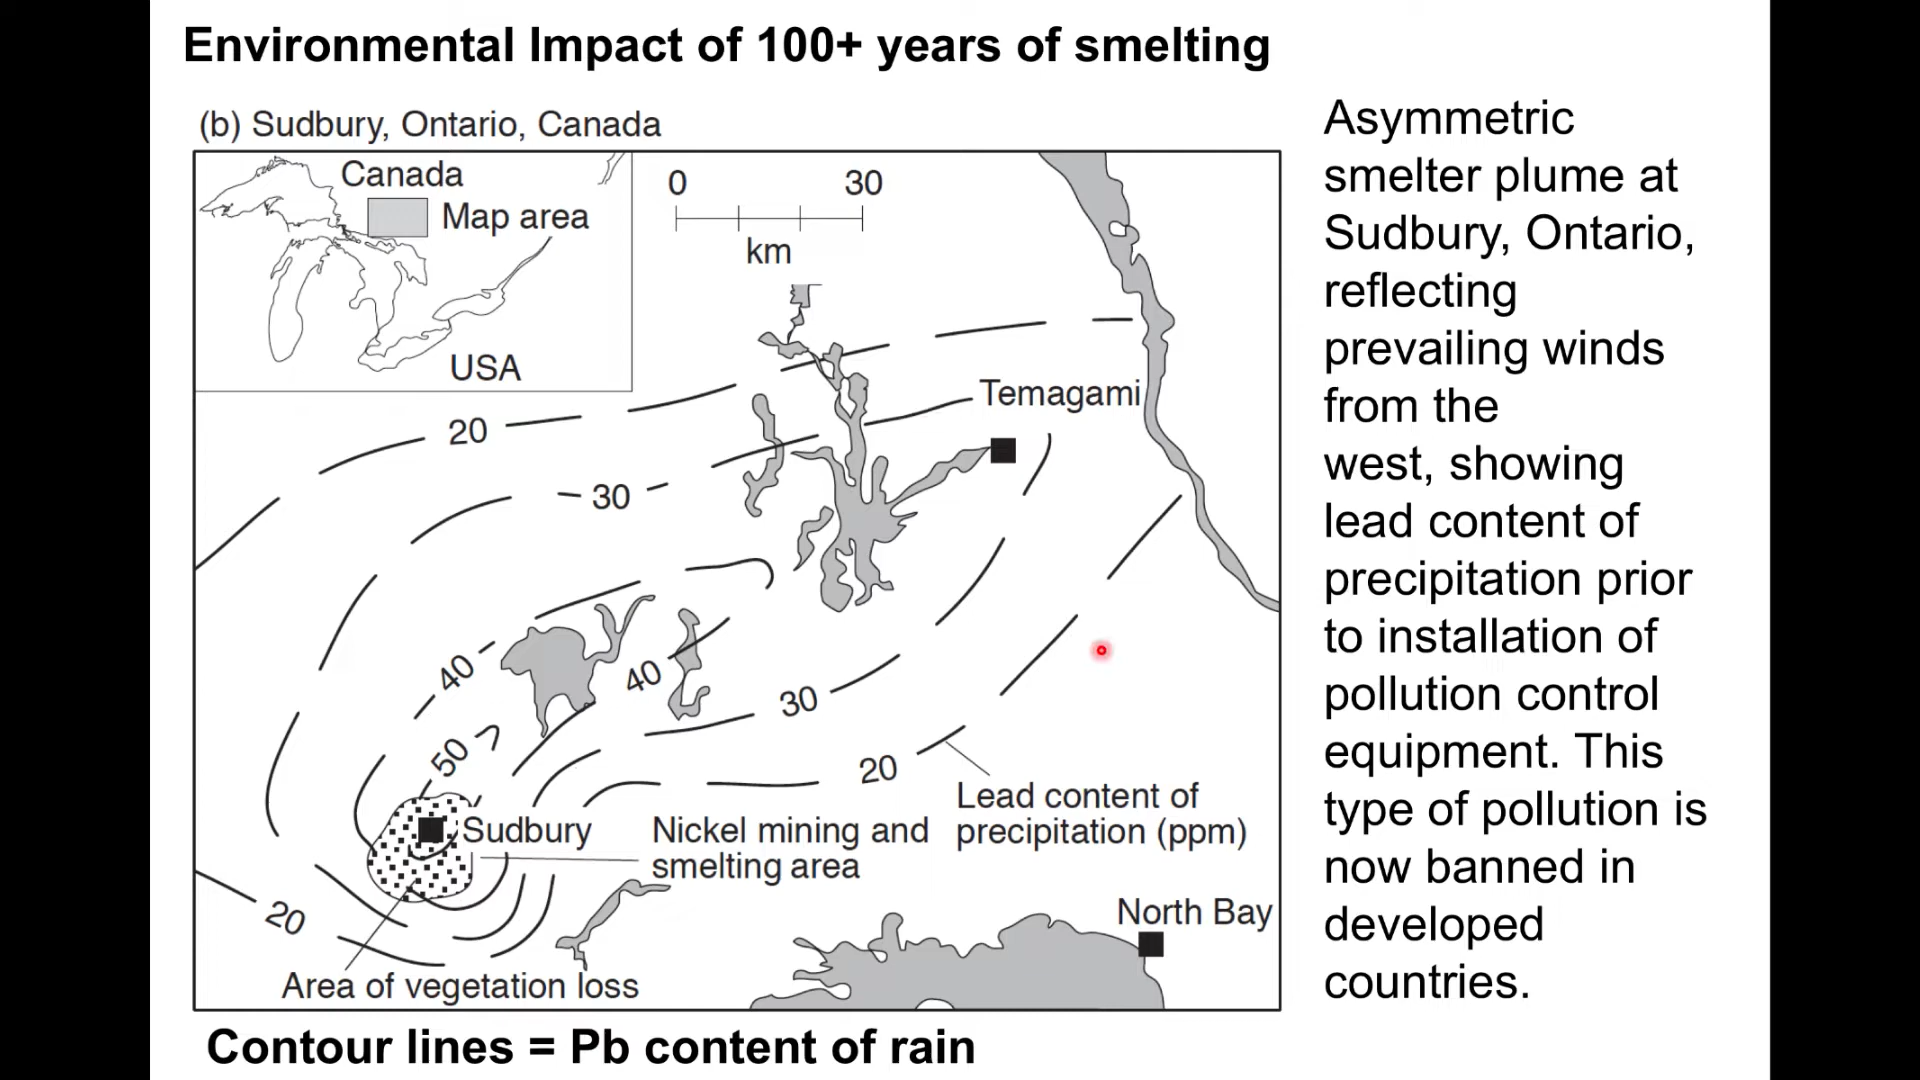 Environmental Impact of 100+ years of smelting
(b) Sudbury, Ontario, Canada
Canada
Map area
USA
0 30
km
Temagami
20
30
40
40
50
30
20
20
Sudbury
Nickel mining and
smelting area
Lead content of
precipitation (ppm)
North Bay
Area of vegetation loss
Contour lines = Pb content of rain
Asymmetric
smelter plume at
Sudbury, Ontario,
reflecting
prevailing winds
from the
west, showing
lead content of
precipitation prior
to installation of
pollution control
equipment. This
type of pollution is
now banned in
developed
countries.